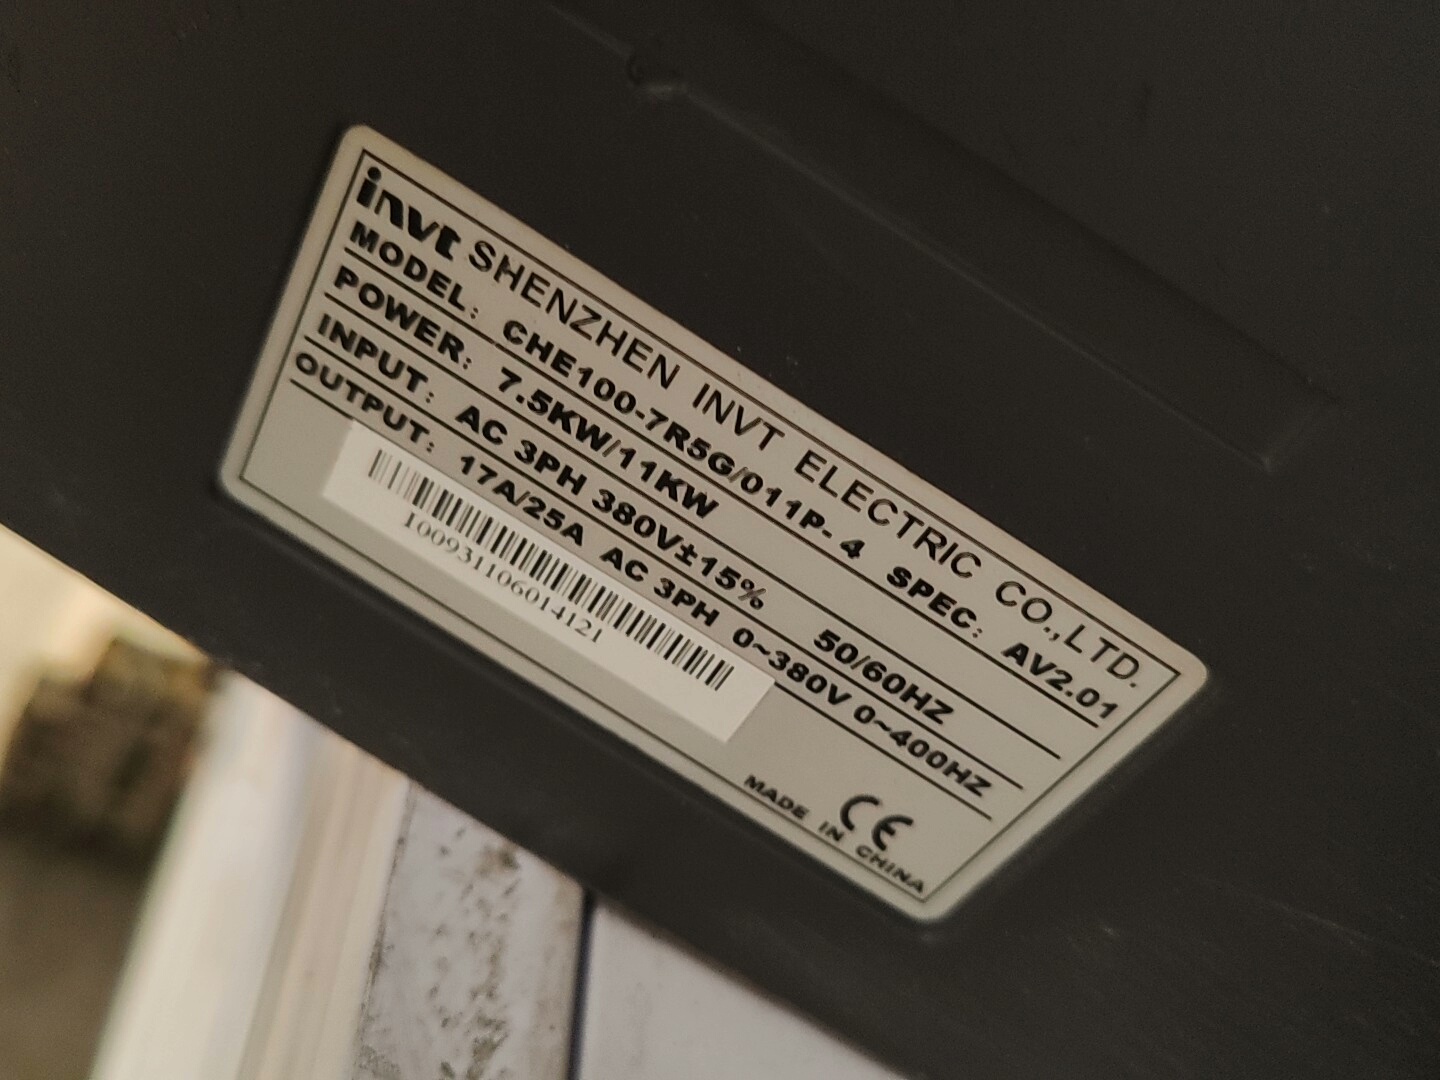 invt SHENZHEN INVT ELECTRIC CO.,LTD.
MODEL: CHE100-7R5G/011P-4 SPEC: AV2.01
POWER: 7.5KW/11KW
INPUT: AC 3PH 380V±15% 50/60HZ
OUTPUT: 17A/25A AC 3PH 0~380V 0~400HZ
100931106014121
CE
MADE IN CHINA